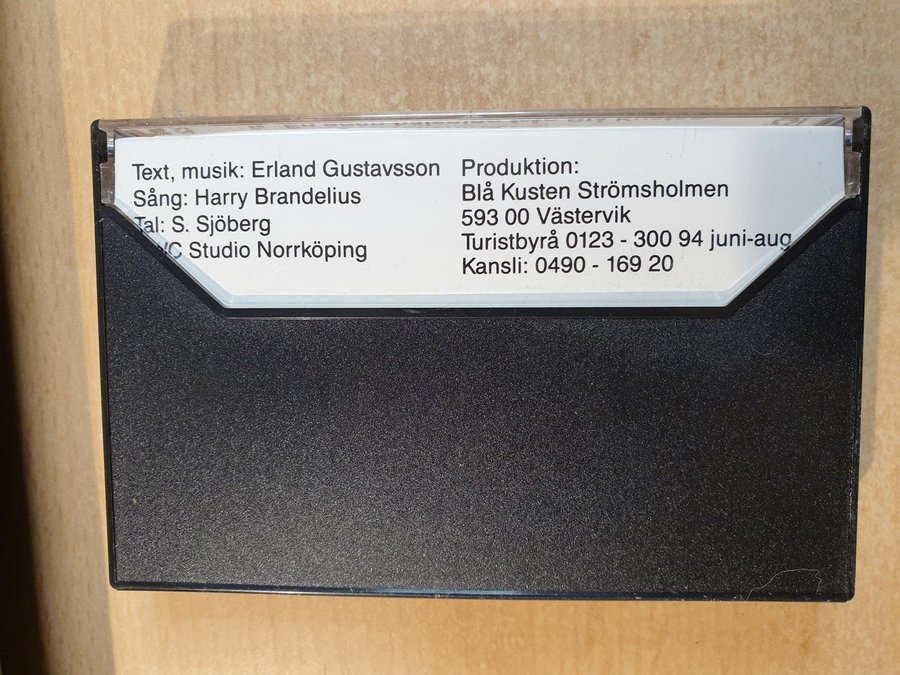 Text, musik: Erland Gustavsson
Sång: Harry Brandelius
Tal: S. Sjöberg
Studio Norrköping
Produktion:
Blå Kusten Strömsholmen
593 00 Västervik
Turistbyrå 0123 - 300 94 juni-aug
Kansli: 0490 - 169 20